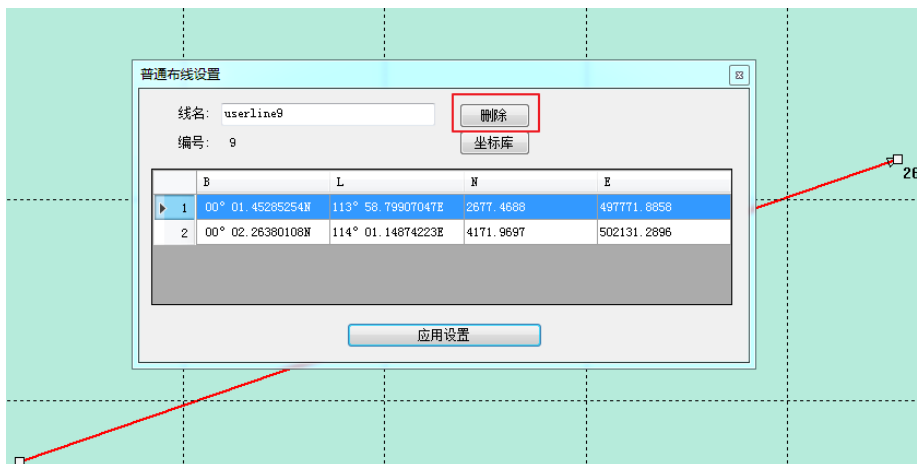 普通布线设置
线名: userline9 删除
编号: 9 坐标库
B L N E
1 00° 01.45285254N 113° 58.79907047E 2677.4688 497771.8858
2 00° 02.26380108N 114° 01.14874223E 4171.9697 502131.2896
应用设置
26